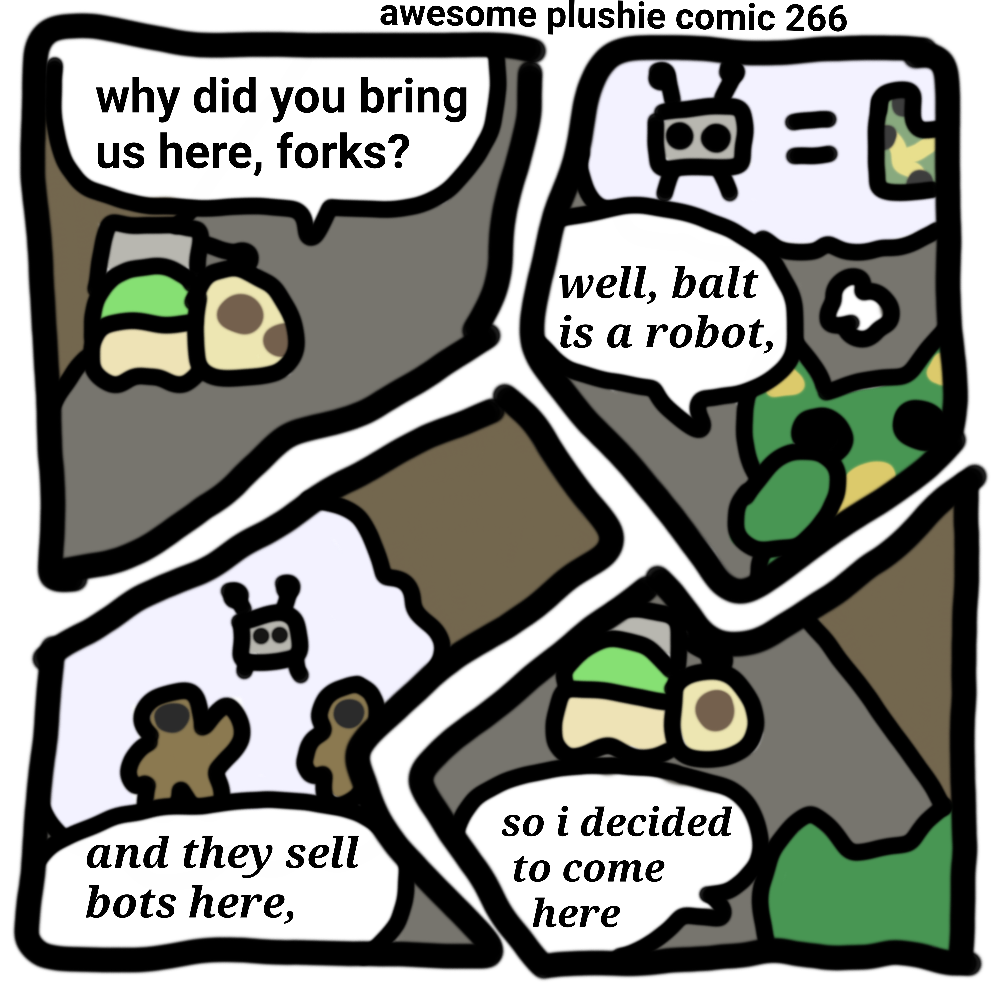 awesome plushie comic 266
why did you bring
us here, forks?
well, balt
is a robot,
and they sell
bots here,
so i decided
to come
here